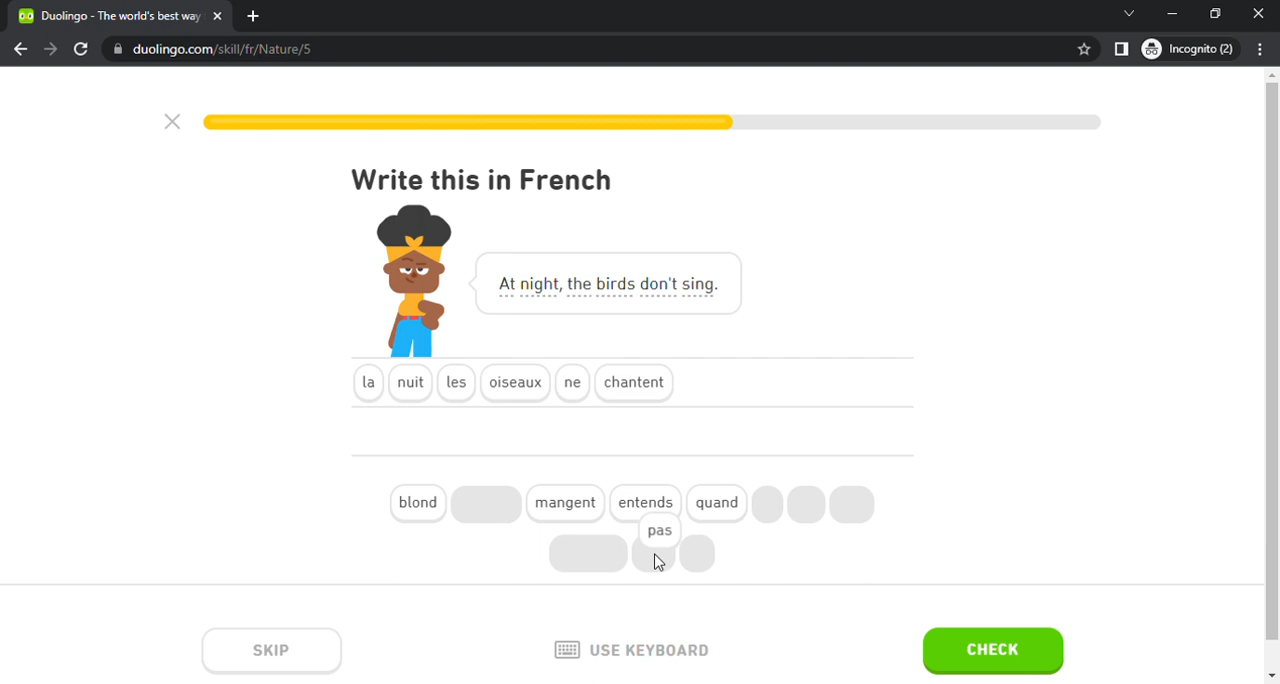 Duolingo - The world's best way
duolingo.com/skill/fr/Nature/5
Incognito (2)
Write this in French
At night, the birds don't sing.
la nuit les oiseaux ne chantent
blond mangent entends quand
pas
SKIP USE KEYBOARD CHECK